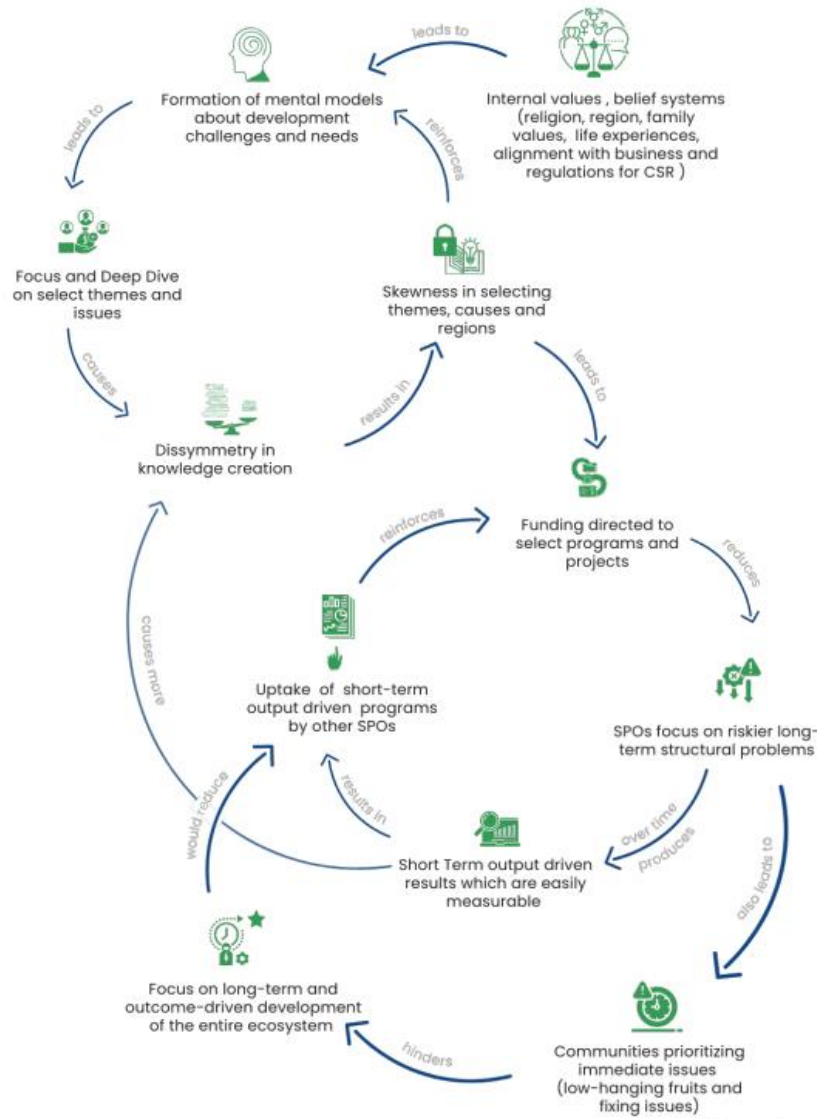 leads to
Formation of mental models
about development
challenges and needs
Internal values , belief systems
(religion, region, family
values, life experiences,
alignment with business and
regulations for CSR )
leads to
reinforces
Focus and Deep Dive
on select themes and
issues
Skewness in selecting
themes, causes and
regions
causes
results in
leads to
Dissymmetry in
knowledge creation
reinforces
Funding directed to
select programs and
projects
reduces
causes more
Uptake of short-term
output driven programs
by other SPOs
SPOs focus on riskier long-
term structural problems
would reduce
results in
over time
produces
Short Term output driven
results which are easily
measurable
also leads to
Focus on long-term and
outcome-driven development
of the entire ecosystem
hinders
Communities prioritizing
immediate issues
(low-hanging fruits and
fixing issues)